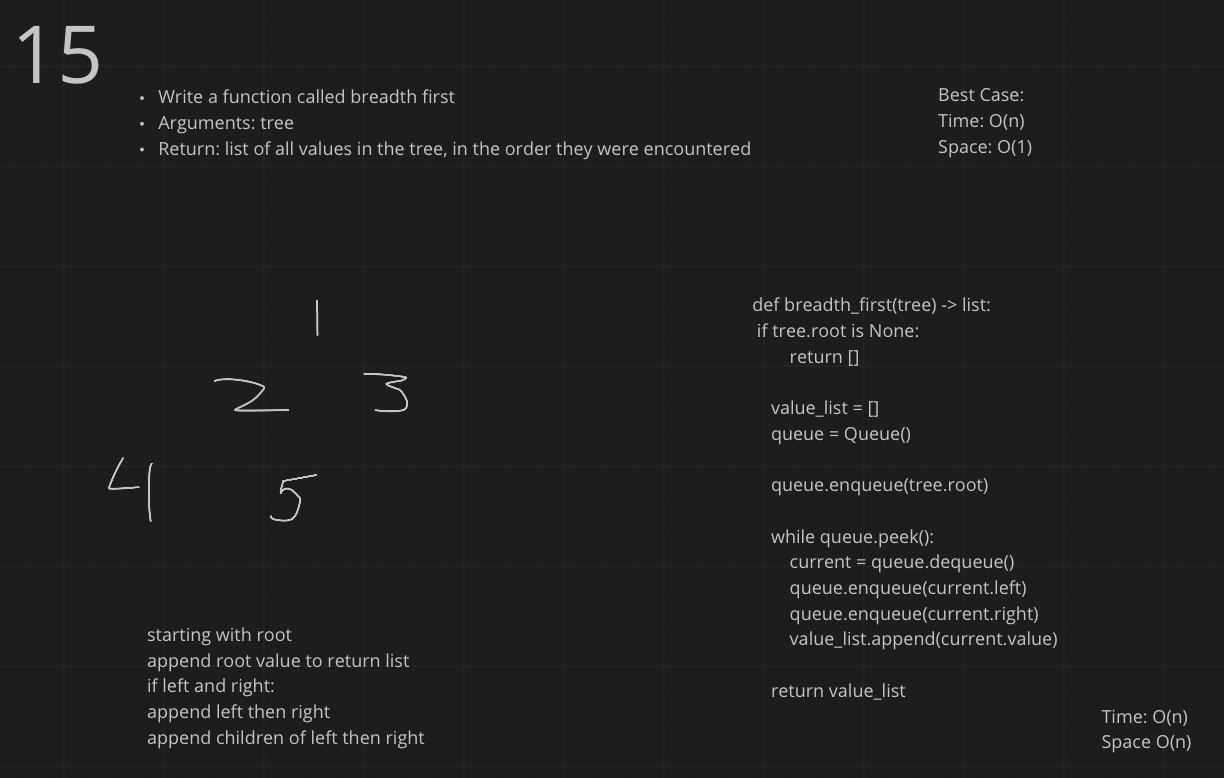 15
• Write a function called breadth first
• Arguments: tree
• Return: list of all values in the tree, in the order they were encountered
Best Case:
Time: O(n)
Space: O(1)
1
2 3
4 5
starting with root
append root value to return list
if left and right:
append left then right
append children of left then right
def breadth_first(tree) -> list:
if tree.root is None:
return []
value_list = []
queue = Queue()
queue.enqueue(tree.root)
while queue.peek():
current = queue.dequeue()
queue.enqueue(current.left)
queue.enqueue(current.right)
value_list.append(current.value)
return value_list
Time: O(n)
Space O(n)